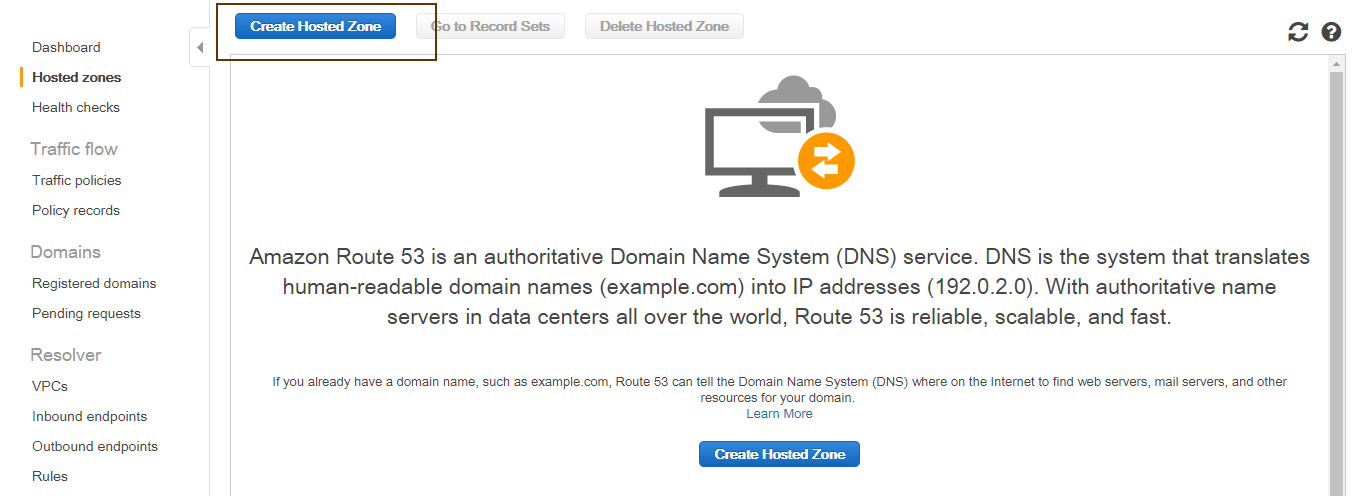 Create Hosted Zone
Go to Record Sets
Delete Hosted Zone
Dashboard
Hosted zones
Health checks
Traffic flow
Traffic policies
Policy records
Domains
Registered domains
Pending requests
Resolver
VPCs
Inbound endpoints
Outbound endpoints
Rules
Amazon Route 53 is an authoritative Domain Name System (DNS) service. DNS is the system that translates
human-readable domain names (example.com) into IP addresses (192.0.2.0). With authoritative name
servers in data centers all over the world, Route 53 is reliable, scalable, and fast.
If you already have a domain name, such as example.com, Route 53 can tell the Domain Name System (DNS) where on the Internet to find web servers, mail servers, and other
resources for your domain.
Learn More
Create Hosted Zone